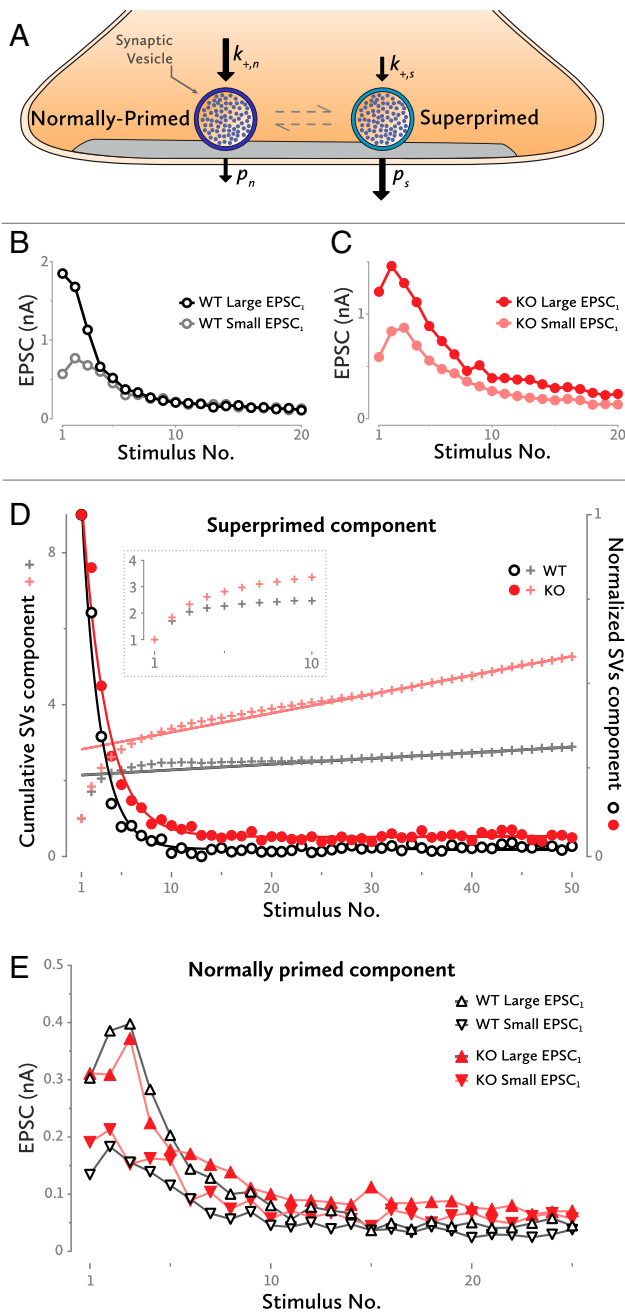 A
Synaptic
Vesicle
k+,n
k+,s
Normally-Primed
Superprimed
pn
ps
B
2
1
0
EPSC (nA)
WT Large EPSC1
WT Small EPSC1
1
10
20
Stimulus No.
C
1
0
EPSC (nA)
KO Large EPSC1
KO Small EPSC1
1
10
20
Stimulus No.
D
Superprimed component
8
4
0
Cumulative SVs component
4
3
2
1
1
10
WT
KO
1
0
Normalized SVs component
1
10
20
30
40
50
Stimulus No.
E
Normally primed component
0.5
0.4
0.3
0.2
0.1
0
EPSC (nA)
WT Large EPSC1
WT Small EPSC1
KO Large EPSC1
KO Small EPSC1
1
10
20
Stimulus No.